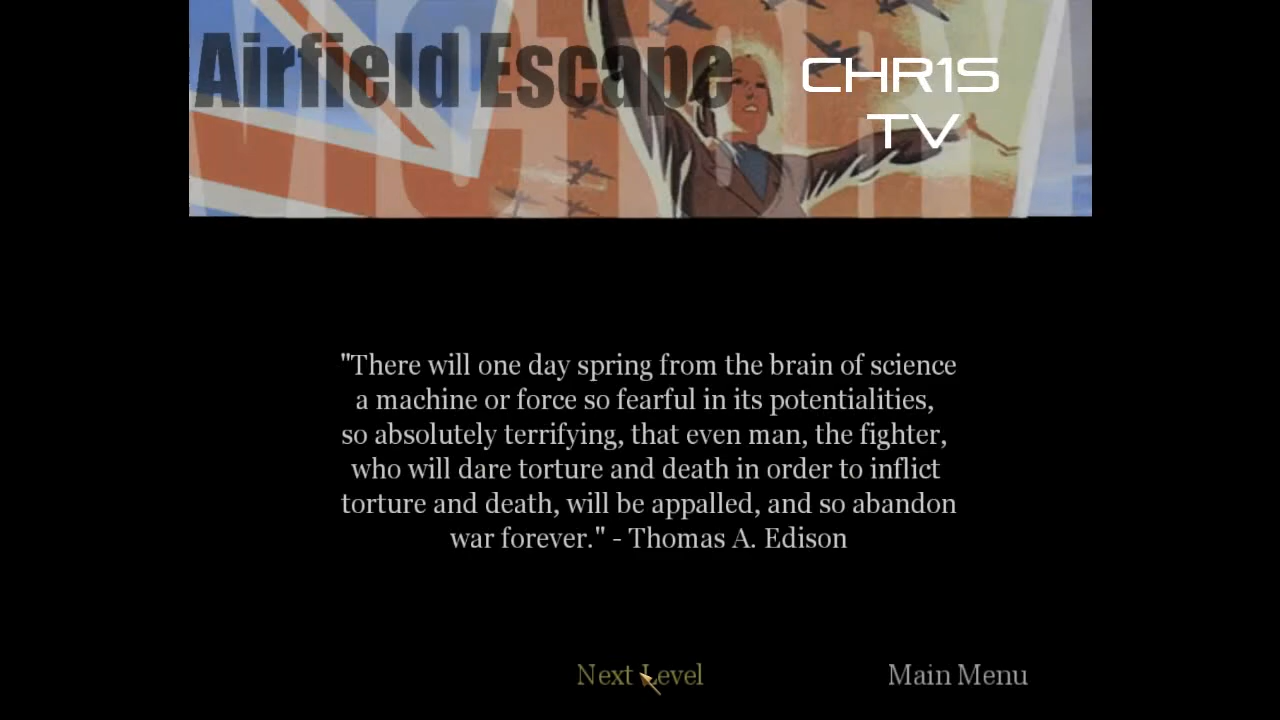 VICTORY
Airfield Escape
CHR1S
TV
"There will one day spring from the brain of science
a machine or force so fearful in its potentialities,
so absolutely terrifying, that even man, the fighter,
who will dare torture and death in order to inflict
torture and death, will be appalled, and so abandon
war forever." - Thomas A. Edison
Next Level
Main Menu